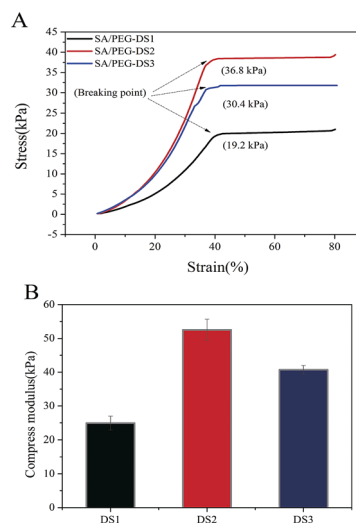 A
SA/PEG-DS1
SA/PEG-DS2
SA/PEG-DS3
(Breaking point)
(36.8 kPa)
(30.4 kPa)
(19.2 kPa)
Stress(kPa)
45
40
35
30
25
20
15
10
5
0
-5
0
20
40
60
80
Strain(%)
B
Compress modulus(kPa)
60
50
40
30
20
10
0
DS1
DS2
DS3